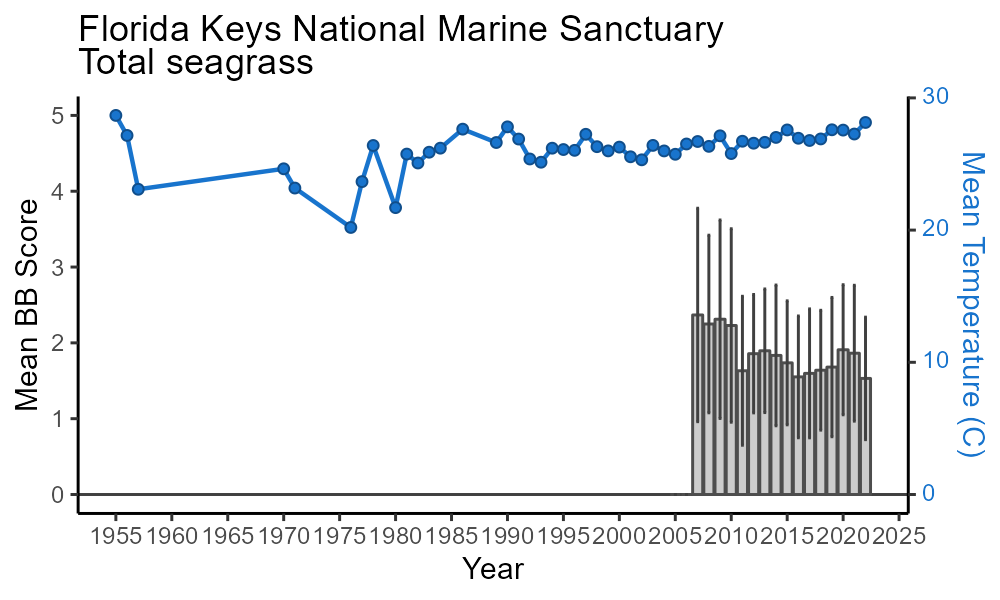 Florida Keys National Marine Sanctuary
Total seagrass
Mean BB Score
5
4
3
2
1
0
30
20
10
0
Mean Temperature (C)
1955 1960 1965 1970 1975 1980 1985 1990 1995 2000 2005 2010 2015 2020 2025
Year